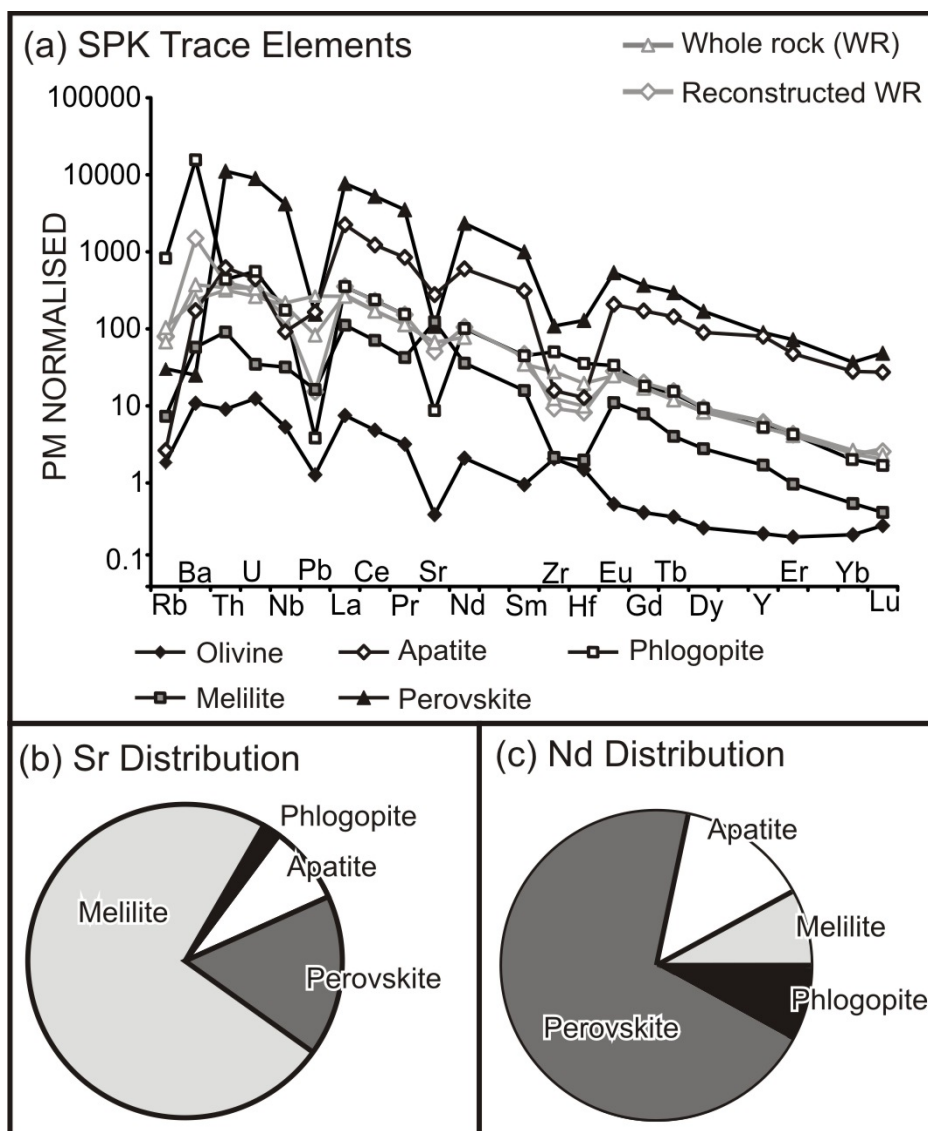 (a) SPK Trace Elements
Whole rock (WR)
Reconstructed WR
PM NORMALISED
100000
10000
1000
100
10
1
0.1
Ba U Pb Ce Sr Zr Eu Tb Er Yb
Rb Th Nb La Pr Nd Sm Hf Gd Dy Y Lu
Olivine Apatite Phlogopite
Melilite Perovskite
(b) Sr Distribution
Phlogopite
Apatite
Melilite
Perovskite
(c) Nd Distribution
Apatite
Melilite
Phlogopite
Perovskite